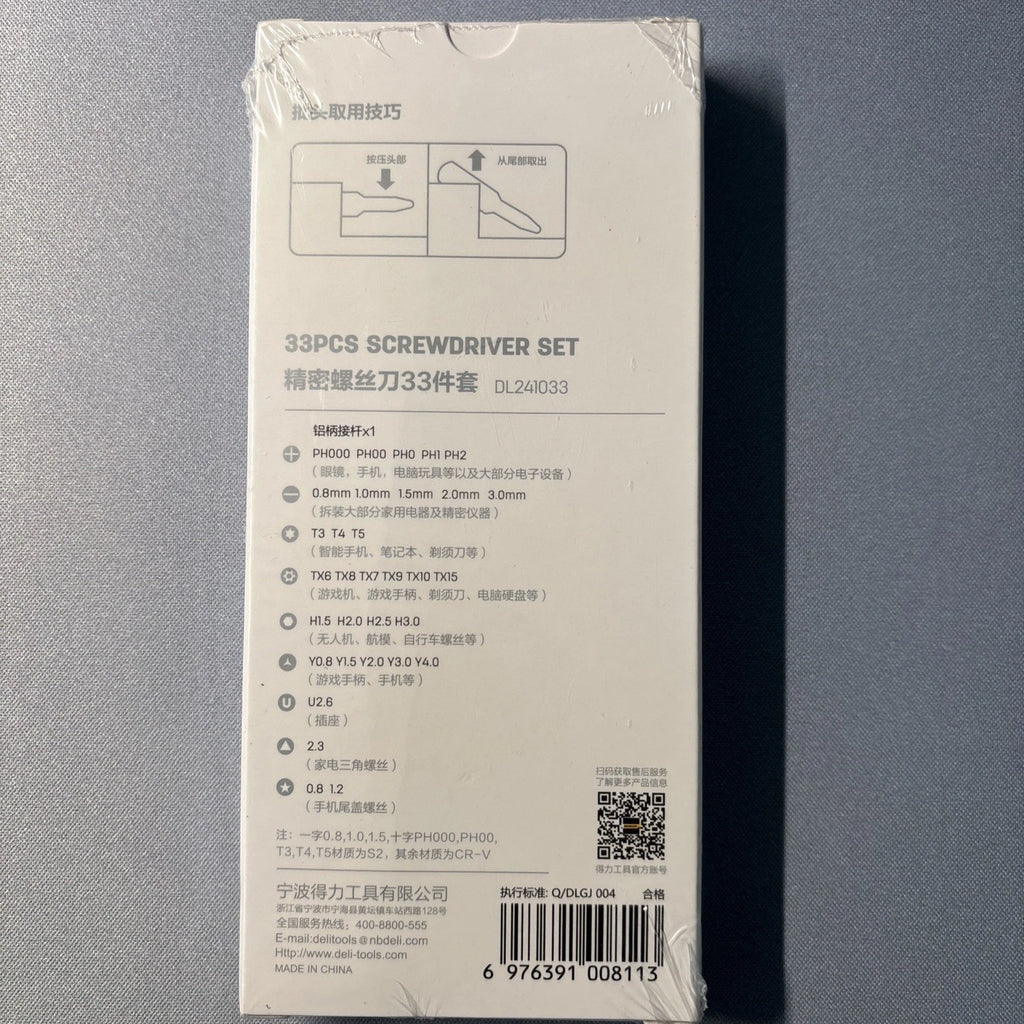 批头取用技巧
按压头部
从尾部取出
33PCS SCREWDRIVER SET
精密螺丝刀33件套 DL241033
铝柄接杆x1
PH000 PH00 PH0 PH1 PH2
（眼镜，手机，电脑玩具等以及大部分电子设备）
0.8mm 1.0mm 1.5mm 2.0mm 3.0mm
（拆装大部分家用电器及精密仪器）
T3 T4 T5
（智能手机、笔记本、剃须刀等）
TX6 TX8 TX7 TX9 TX10 TX15
（游戏机、游戏手柄、剃须刀、电脑硬盘等）
H1.5 H2.0 H2.5 H3.0
（无人机、航模、自行车螺丝等）
Y0.8 Y1.5 Y2.0 Y3.0 Y4.0
（游戏手柄、手机等）
U U2.6
（插座）
2.3
（家电三角螺丝）
0.8 1.2
（手机尾盖螺丝）
注：一字0.8,1.0,1.5,十字PH000,PH00,
T3,T4,T5材质为S2，其余材质为CR-V
扫码获取售后服务
了解更多产品信息
得力工具官方账号
宁波得力工具有限公司
浙江省宁波市宁海县黄坛镇车站西路128号
全国服务热线：400-8800-555
E-mail:delitools@nbdeli.com
Http://www.deli-tools.com
MADE IN CHINA
执行标准: Q/DLGJ 004 合格
6 976391 008113